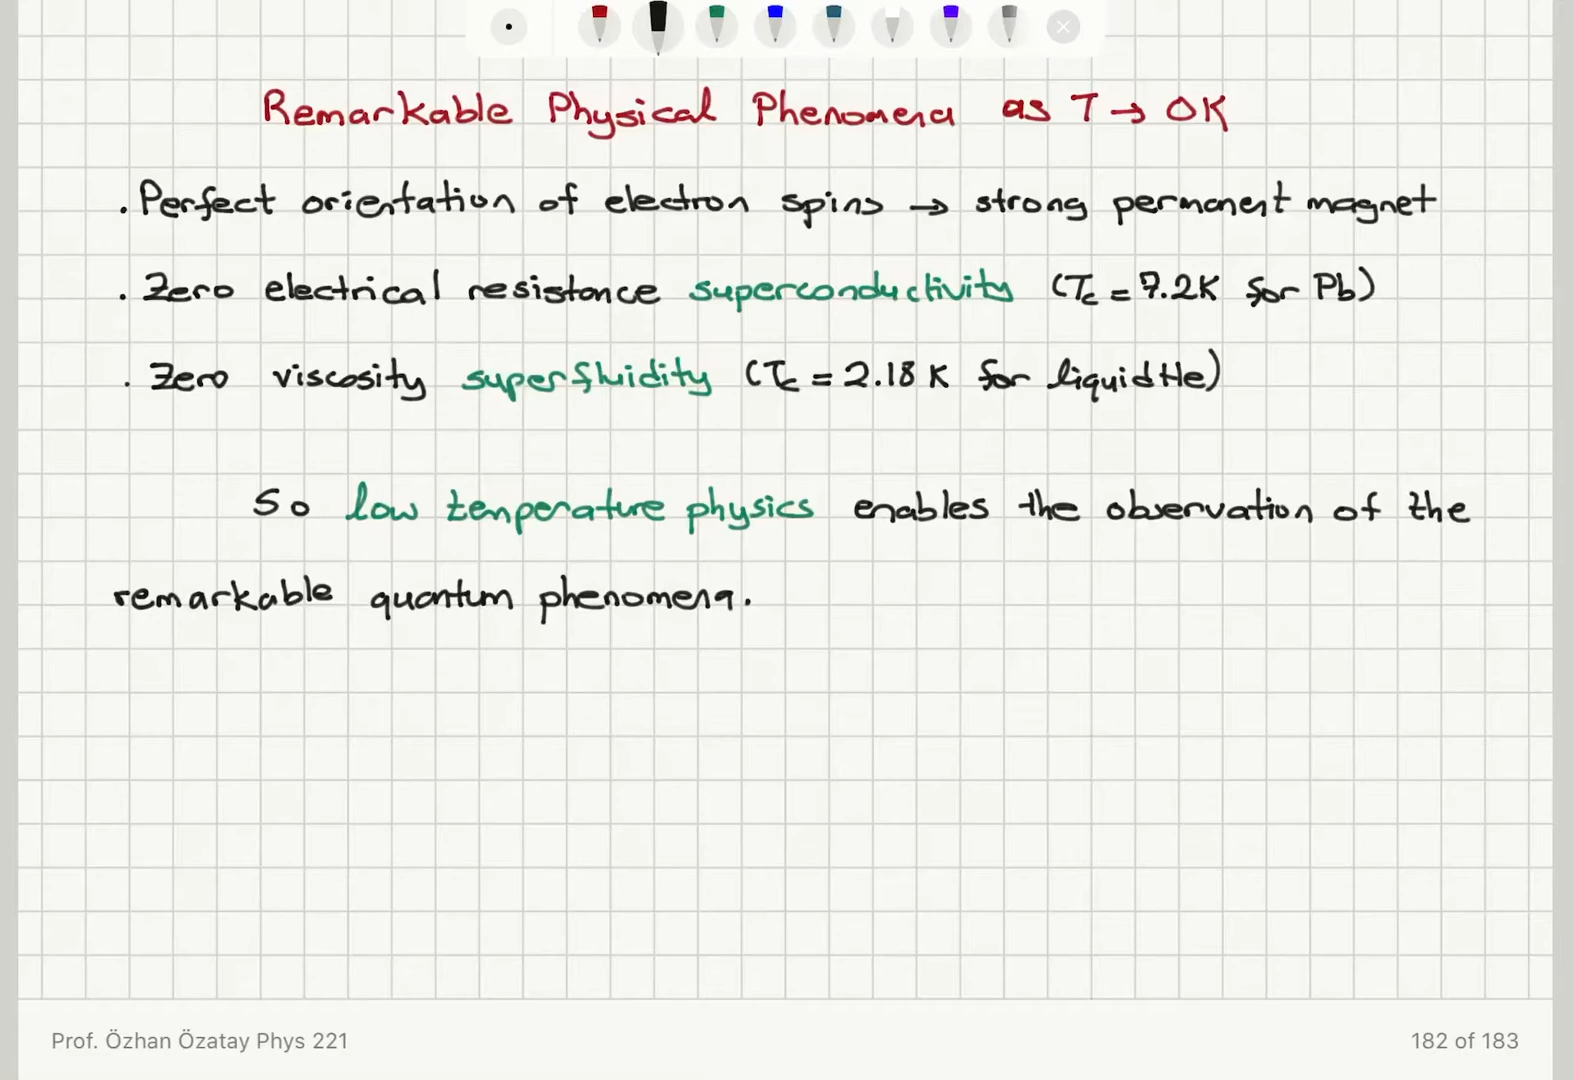 Remarkable Physical Phenomena as T → 0K
. Perfect orientation of electron spins → strong permanent magnet
. Zero electrical resistance superconductivity (Tc = 7.2K for Pb)
. Zero viscosity superfluidity (Tc = 2.18 K for liquid He)
So low temperature physics enables the observation of the
remarkable quantum phenomena.
Prof. Özhan Özatay Phys 221
182 of 183